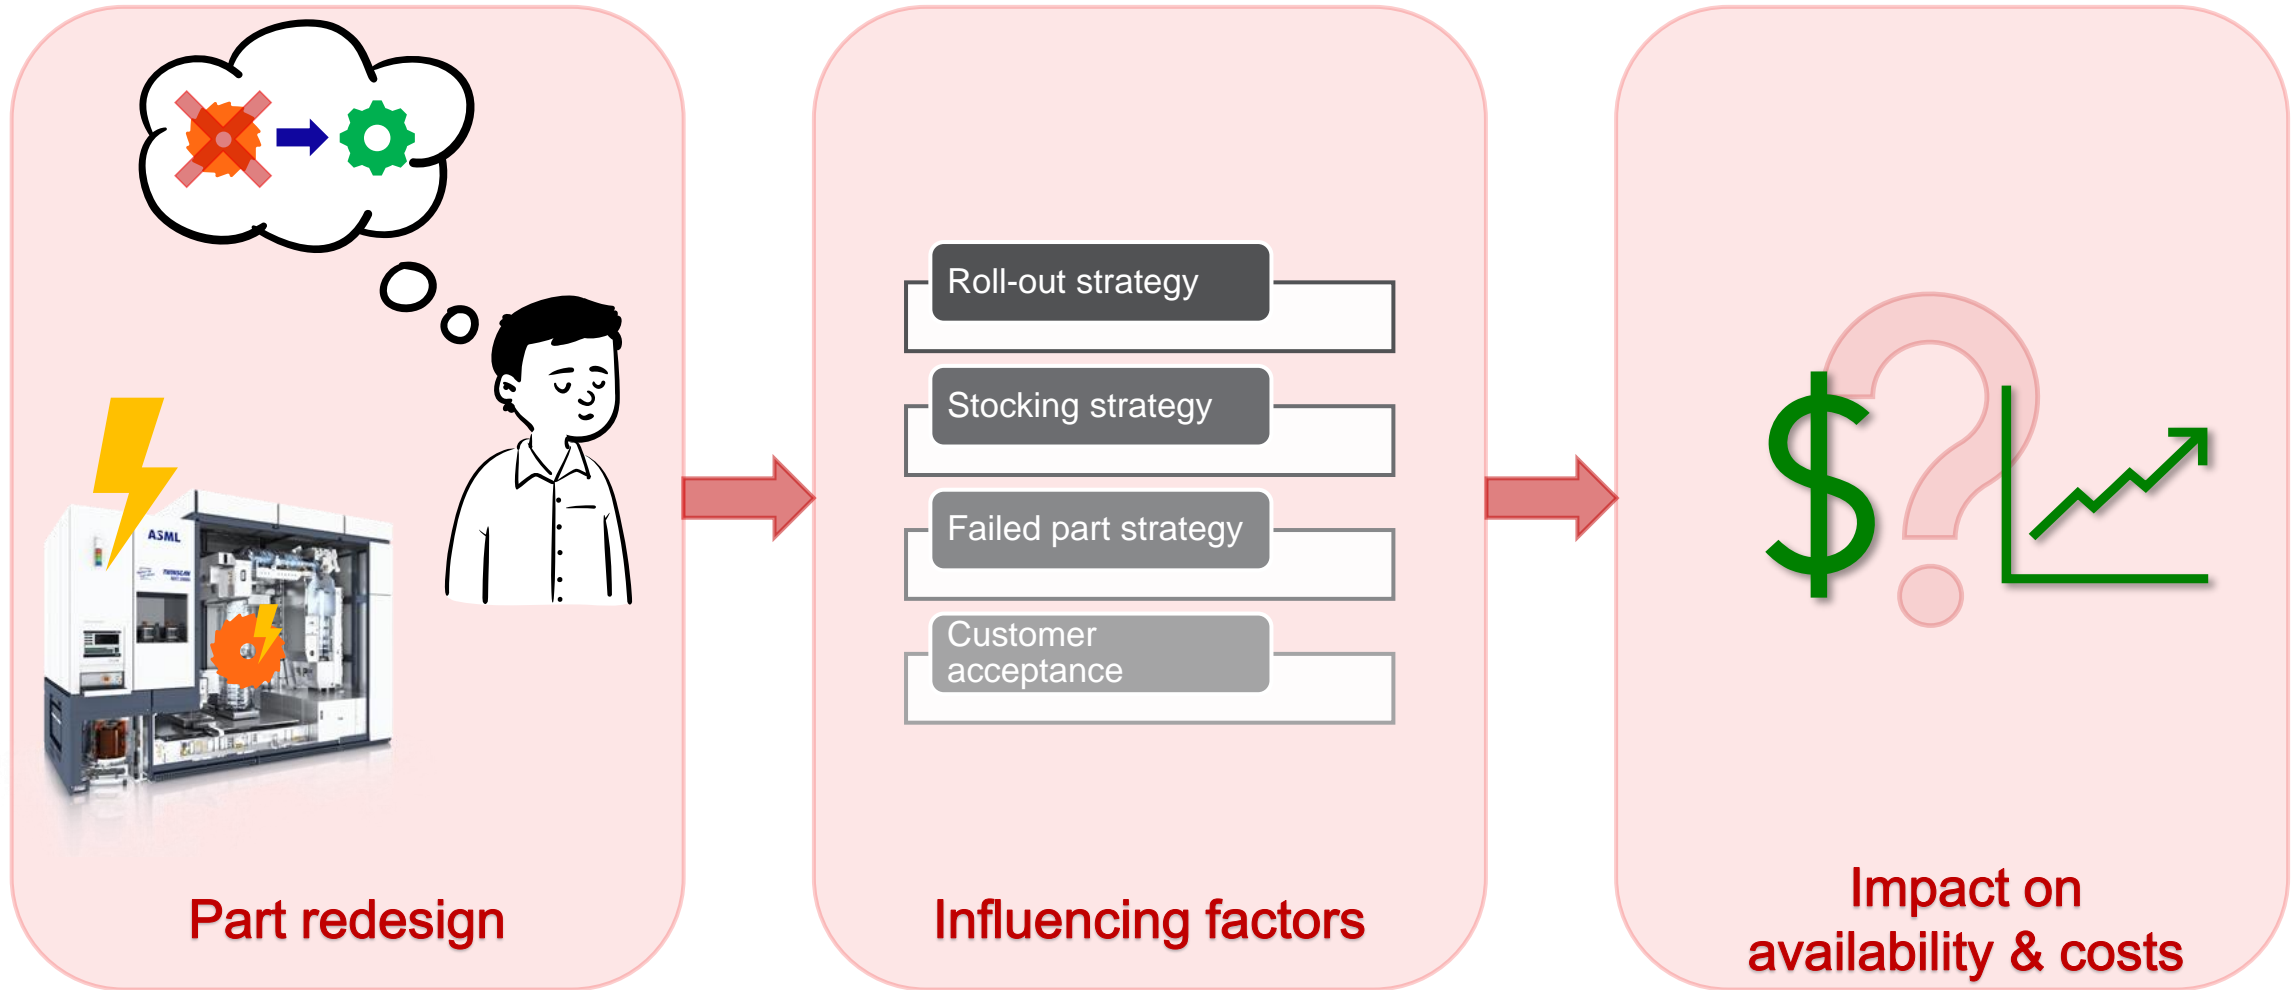 ASML
TWINSCAN
Part redesign
Roll-out strategy
Stocking strategy
Failed part strategy
Customer
acceptance
Influencing factors
$
Impact on
availability & costs